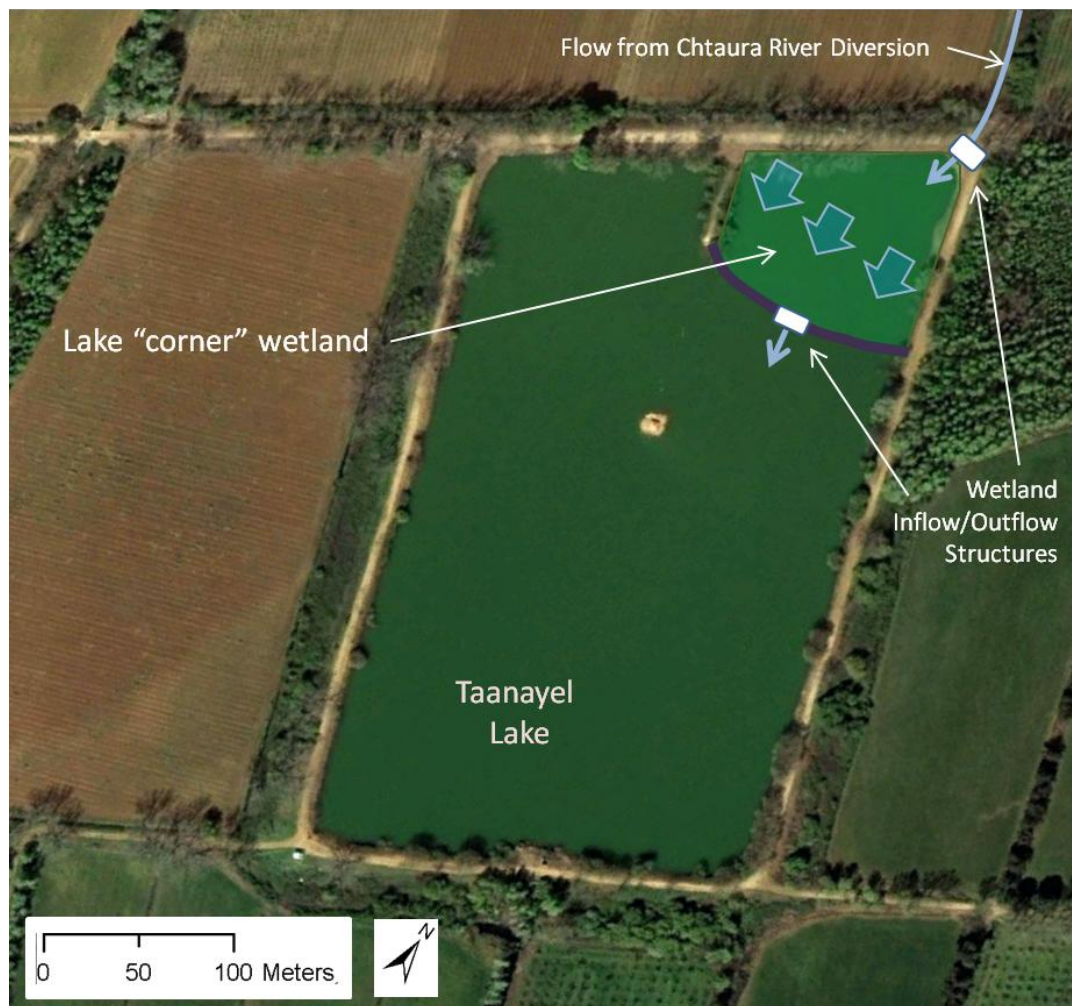 Flow from Chtaura River Diversion
Lake “corner” wetland
Wetland
Inflow/Outflow
Structures
Taanayel
Lake
N
0 50 100 Meters